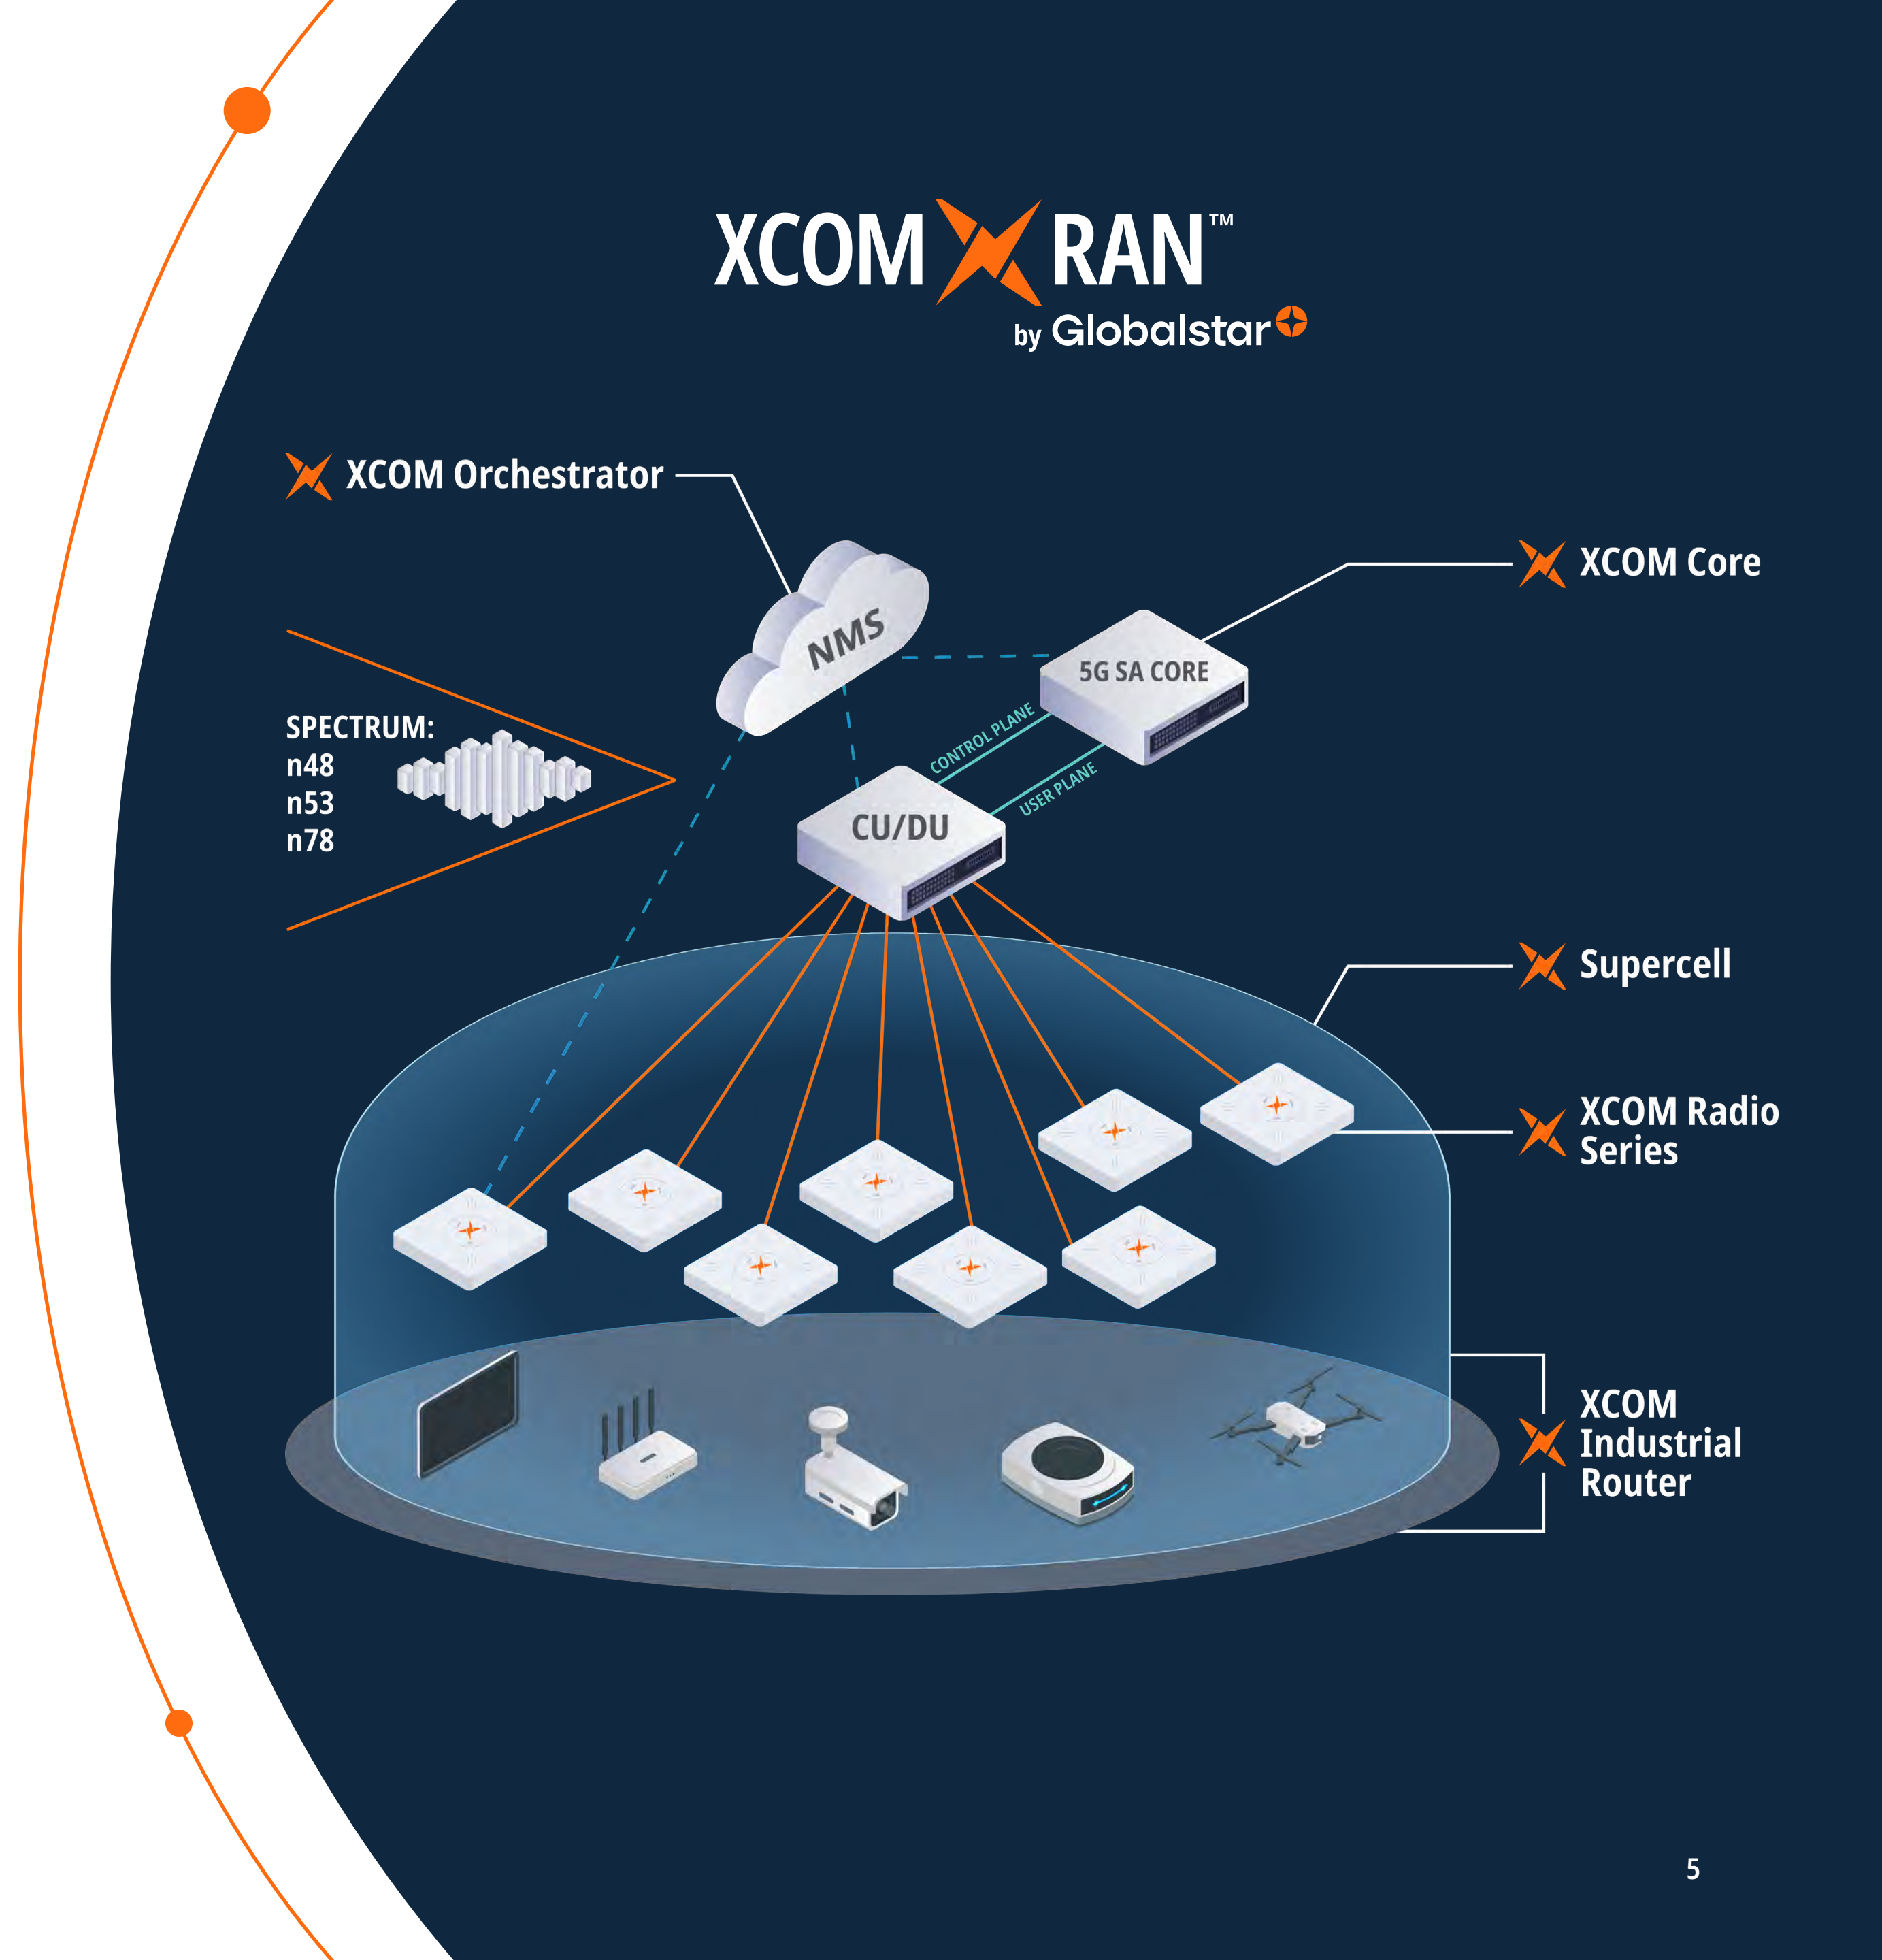 XCOM RAN™
by Globalstar
XCOM Orchestrator
XCOM Core
NMS
5G SA CORE
SPECTRUM:
n48
n53
n78
CONTROL PLANE
USER PLANE
CU/DU
Supercell
XCOM Radio
Series
XCOM
Industrial
Router
5